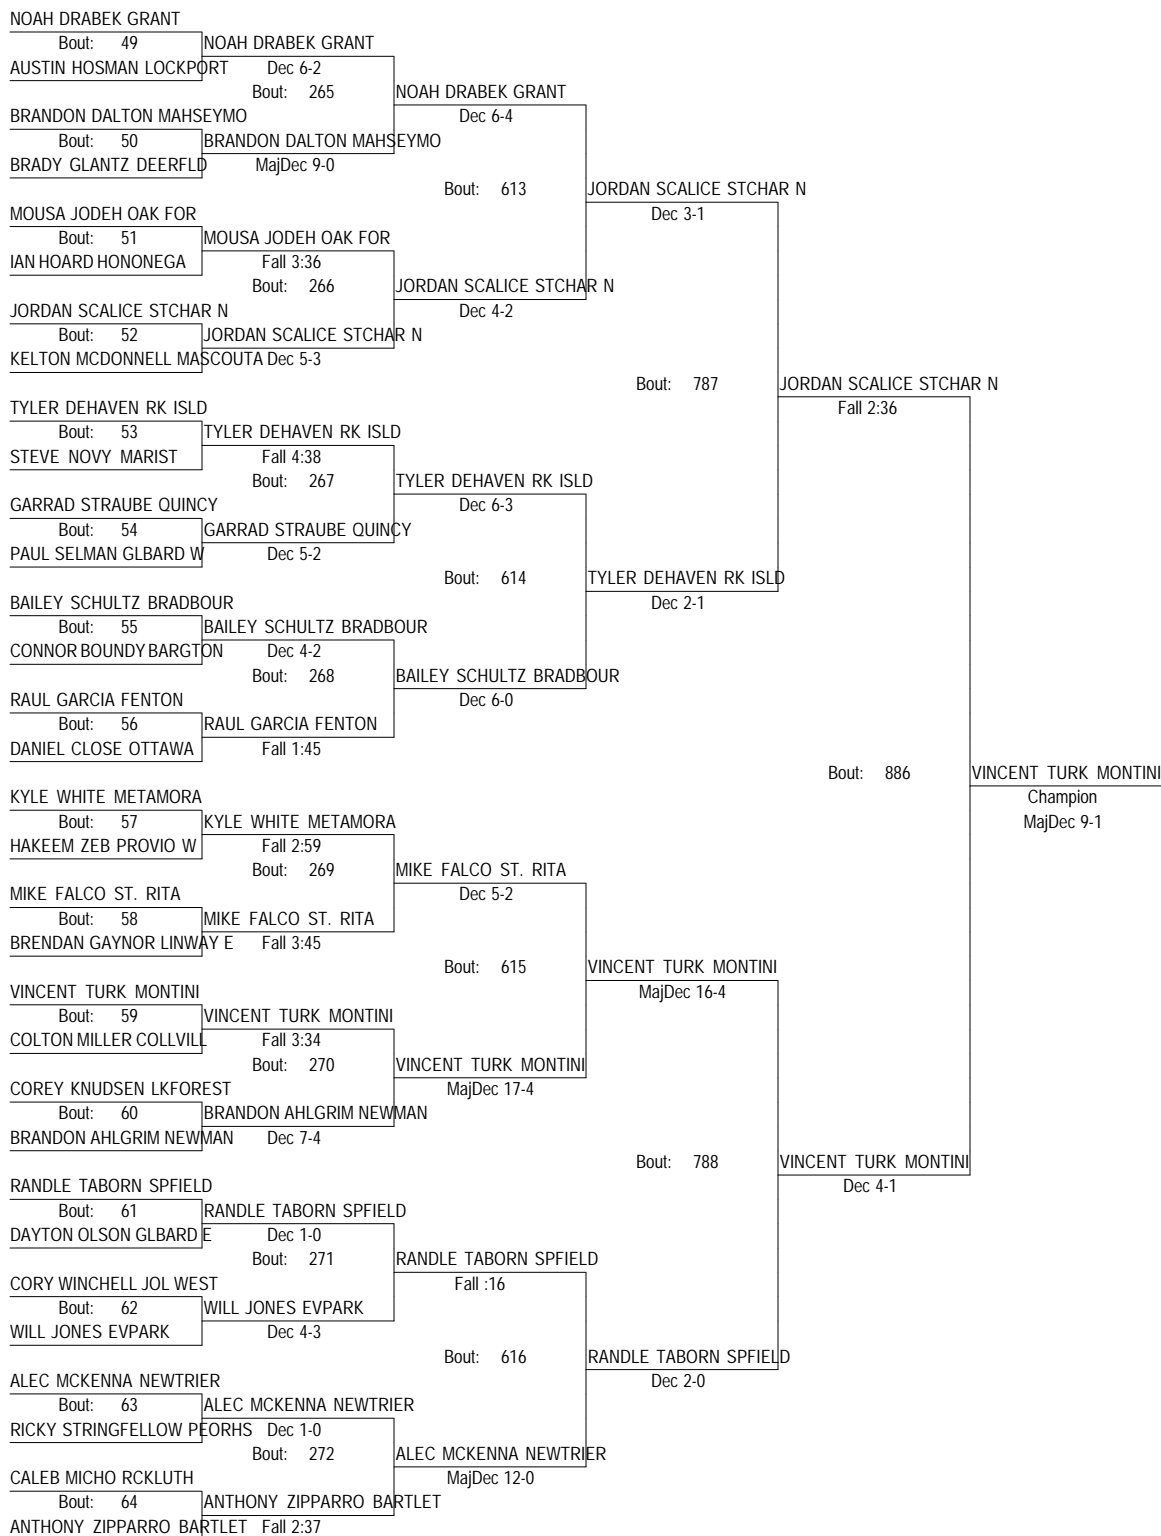 NOAH DRABEK GRANT
Bout: 49 NOAH DRABEK GRANT
AUSTIN HOSMAN LOCKPORT Dec 6-2
Bout: 265 NOAH DRABEK GRANT
BRANDON DALTON MAHSEYMO Dec 6-4
Bout: 50 BRANDON DALTON MAHSEYMO
BRADY GLANTZ DEERFLD MajDec 9-0
Bout: 613 JORDAN SCALICE STCHAR N
MOUSA JODEH OAK FOR Dec 3-1
Bout: 51 MOUSA JODEH OAK FOR
IAN HOARD HONONEGA Fall 3:36
Bout: 266 JORDAN SCALICE STCHAR N
JORDAN SCALICE STCHAR N Dec 4-2
Bout: 52 JORDAN SCALICE STCHAR N
KELTON MCDONNELL MASCOUTA Dec 5-3
Bout: 787 JORDAN SCALICE STCHAR N
TYLER DEHAVEN RK ISLD Fall 2:36
Bout: 53 TYLER DEHAVEN RK ISLD
STEVE NOVY MARIST Fall 4:38
Bout: 267 TYLER DEHAVEN RK ISLD
GARRAD STRAUBE QUINCY Dec 6-3
Bout: 54 GARRAD STRAUBE QUINCY
PAUL SELMAN GLBARD W Dec 5-2
Bout: 614 TYLER DEHAVEN RK ISLD
BAILEY SCHULTZ BRADBOUR Dec 2-1
Bout: 55 BAILEY SCHULTZ BRADBOUR
CONNOR BOUNDY BARGTON Dec 4-2
Bout: 268 BAILEY SCHULTZ BRADBOUR
RAUL GARCIA FENTON Dec 6-0
Bout: 56 RAUL GARCIA FENTON
DANIEL CLOSE OTTAWA Fall 1:45
Bout: 886 VINCENT TURK MONTINI
KYLE WHITE METAMORA Champion
Bout: 57 KYLE WHITE METAMORA MajDec 9-1
HAKEEM ZEB PROVIO W Fall 2:59
Bout: 269 MIKE FALCO ST. RITA
MIKE FALCO ST. RITA Dec 5-2
Bout: 58 MIKE FALCO ST. RITA
BRENDAN GAYNOR LINWAY E Fall 3:45
Bout: 615 VINCENT TURK MONTINI
VINCENT TURK MONTINI MajDec 16-4
Bout: 59 VINCENT TURK MONTINI
COLTON MILLER COLLVILL Fall 3:34
Bout: 270 VINCENT TURK MONTINI
COREY KNUDSEN LKFOREST MajDec 17-4
Bout: 60 BRANDON AHLGRIM NEWMAN
BRANDON AHLGRIM NEWMAN Dec 7-4
Bout: 788 VINCENT TURK MONTINI
RANDLE TABORN SPFIELD Dec 4-1
Bout: 61 RANDLE TABORN SPFIELD
DAYTON OLSON GLBARD E Dec 1-0
Bout: 271 RANDLE TABORN SPFIELD
CORY WINCHELL JOL WEST Fall :16
Bout: 62 WILL JONES EVPARK
WILL JONES EVPARK Dec 4-3
Bout: 616 RANDLE TABORN SPFIELD
ALEC MCKENNA NEWTRIER Dec 2-0
Bout: 63 ALEC MCKENNA NEWTRIER
RICKY STRINGFELLOW PEORHS Dec 1-0
Bout: 272 ALEC MCKENNA NEWTRIER
CALEB MICHO RCKLUTH MajDec 12-0
Bout: 64 ANTHONY ZIPPARRO BARTLET
ANTHONY ZIPPARRO BARTLET Fall 2:37